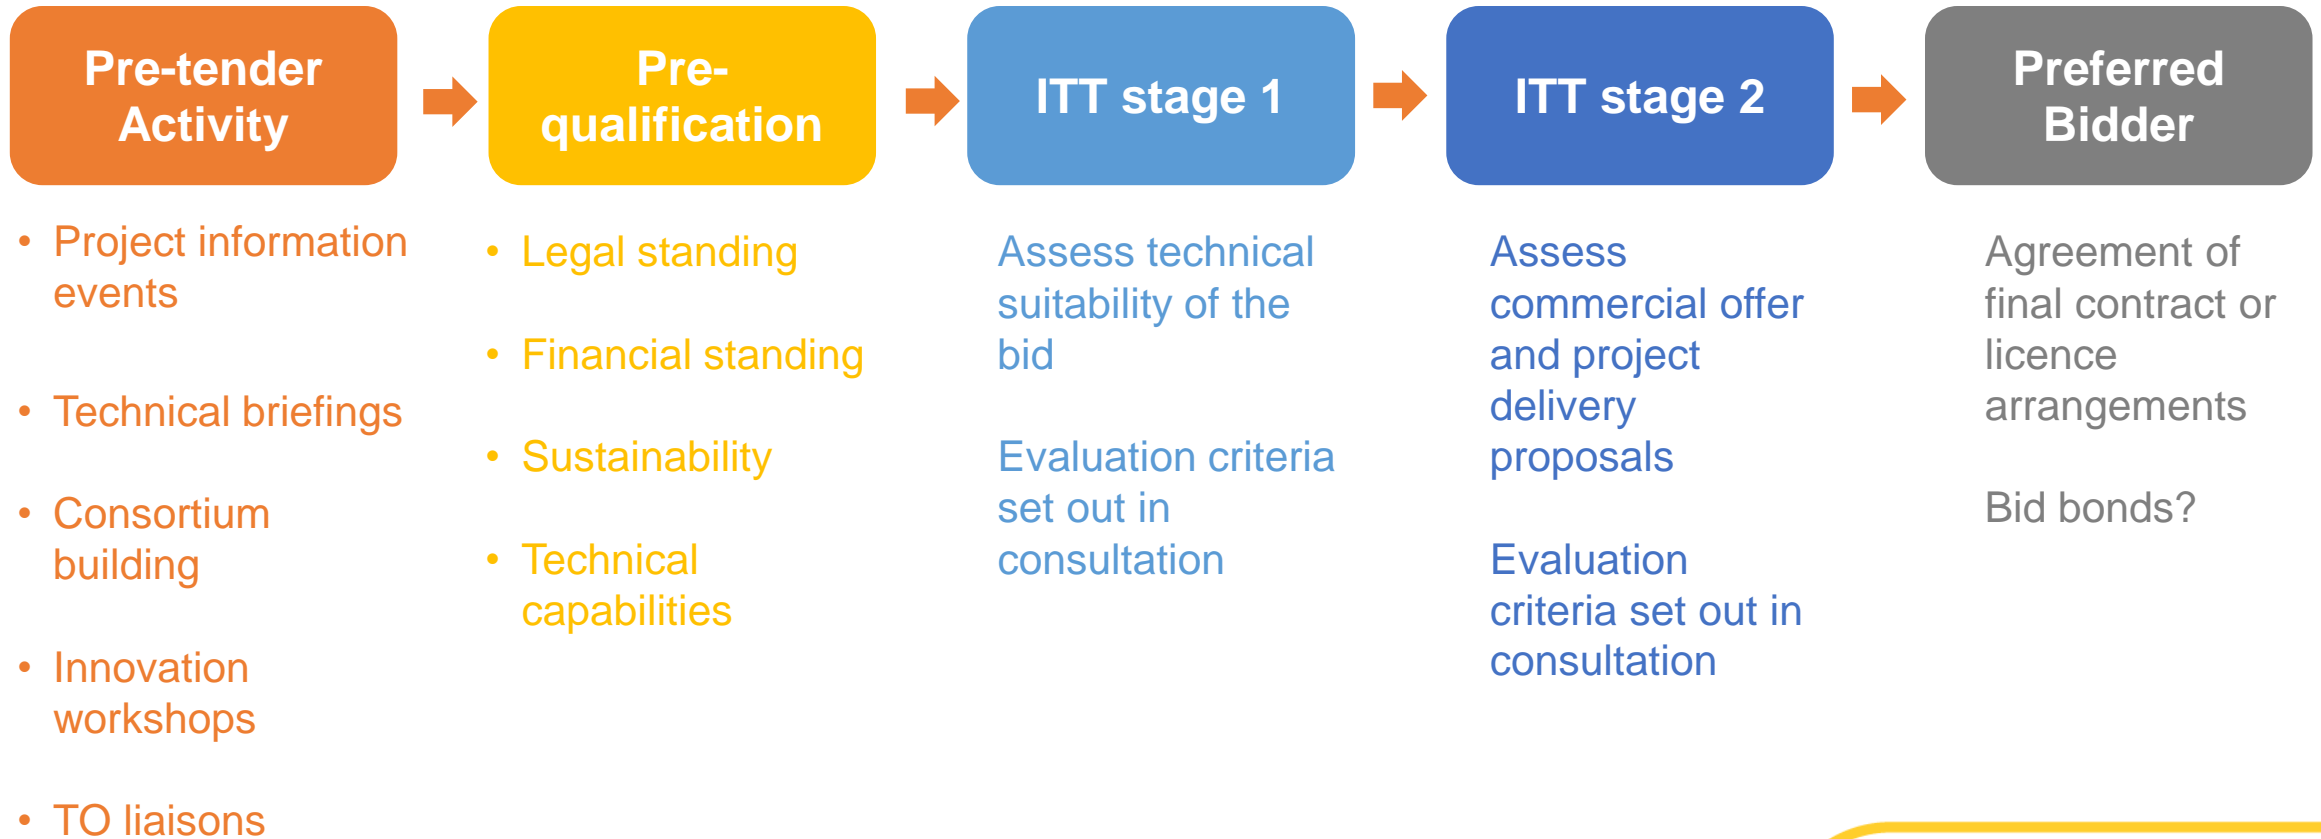 Pre-tender
Activity
Pre-
qualification
ITT stage 1
ITT stage 2
Preferred
Bidder
• Project information
events
• Technical briefings
• Consortium
building
• Innovation
workshops
• TO liaisons
• Legal standing
• Financial standing
• Sustainability
• Technical
capabilities
Assess technical
suitability of the
bid
Evaluation criteria
set out in
consultation
Assess
commercial offer
and project
delivery
proposals
Evaluation
criteria set out in
consultation
Agreement of
final contract or
licence
arrangements
Bid bonds?